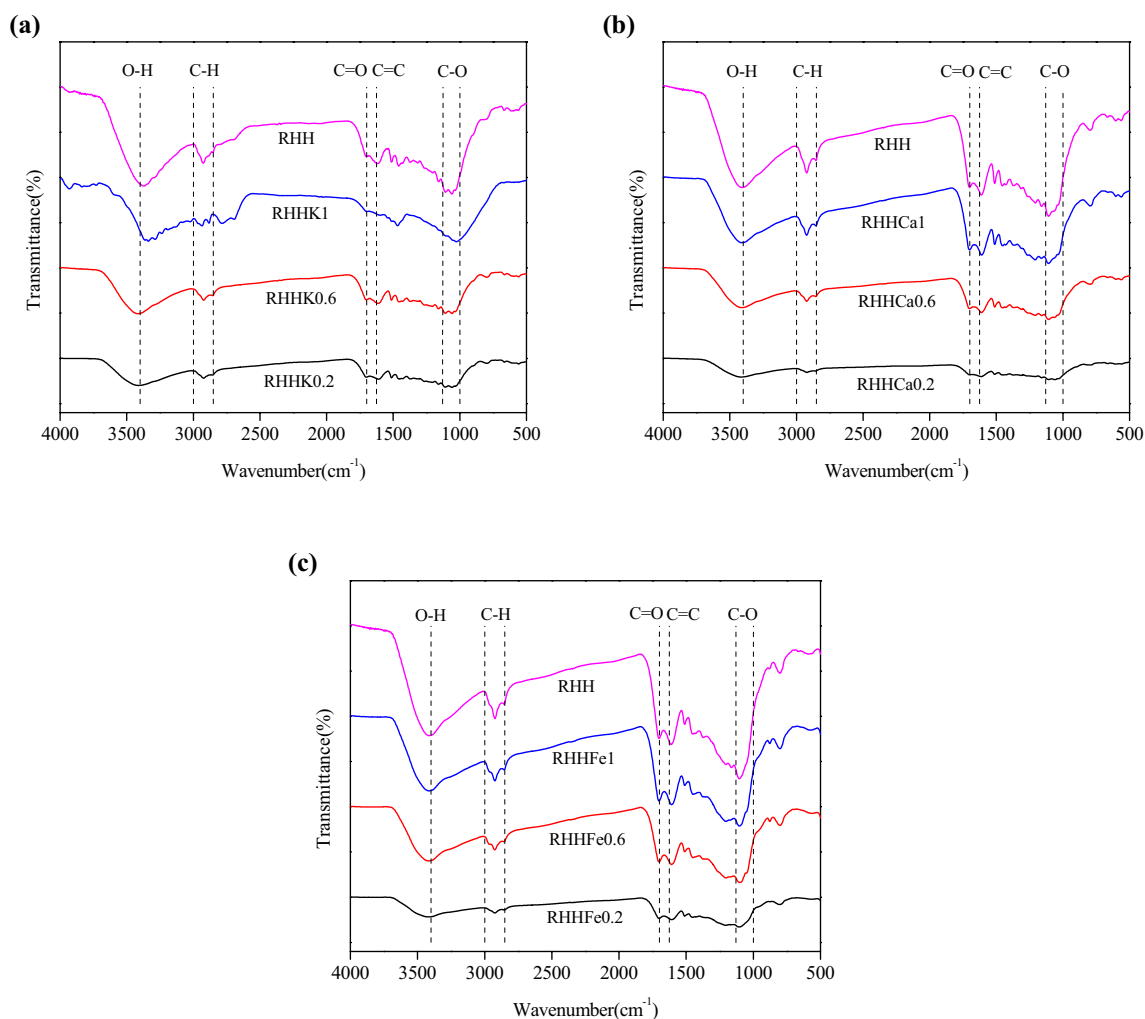 (a)
O-H C-H C=O C=C C-O
RHH
RHHK1
RHHK0.6
RHHK0.2
Transmittance(%)
4000 3500 3000 2500 2000 1500 1000 500
Wavenumber(cm-1)
(b)
O-H C-H C=O C=C C-O
RHH
RHHCa1
RHHCa0.6
RHHCa0.2
Transmittance(%)
4000 3500 3000 2500 2000 1500 1000 500
Wavenumber(cm-1)
(c)
O-H C-H C=O C=C C-O
RHH
RHHFe1
RHHFe0.6
RHHFe0.2
Transmittance(%)
4000 3500 3000 2500 2000 1500 1000 500
Wavenumber(cm-1)